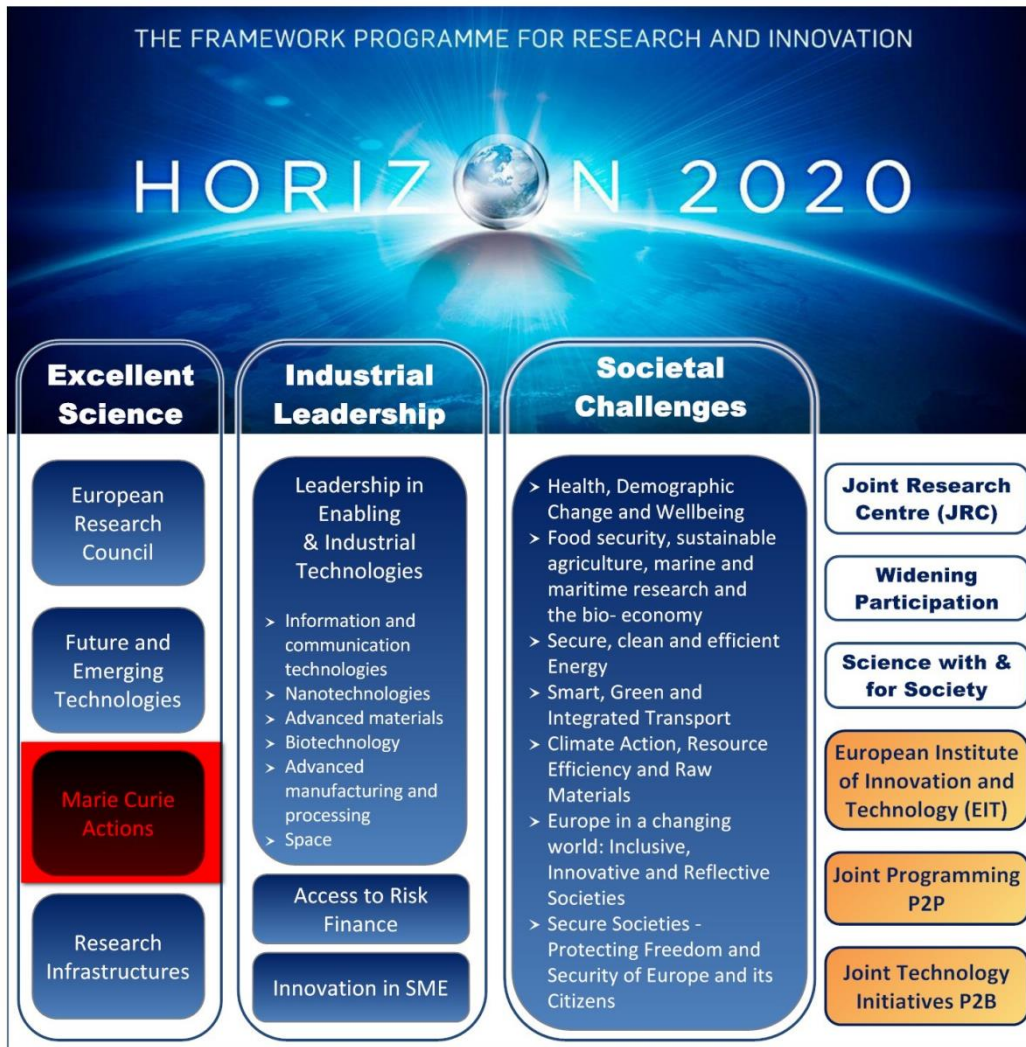 THE FRAMEWORK PROGRAMME FOR RESEARCH AND INNOVATION
HORIZON 2020
Excellent
Science
European
Research
Council
Future and
Emerging
Technologies
Marie Curie
Actions
Research
Infrastructures
Industrial
Leadership
Leadership in
Enabling
& Industrial
Technologies
➢ Information and
communication
technologies
➢ Nanotechnologies
➢ Advanced materials
➢ Biotechnology
➢ Advanced
manufacturing and
processing
➢ Space
Access to Risk
Finance
Innovation in SME
Societal
Challenges
➢ Health, Demographic
Change and Wellbeing
➢ Food security, sustainable
agriculture, marine and
maritime research and
the bio- economy
➢ Secure, clean and efficient
Energy
➢ Smart, Green and
Integrated Transport
➢ Climate Action, Resource
Efficiency and Raw
Materials
➢ Europe in a changing
world: Inclusive,
Innovative and Reflective
Societies
➢ Secure Societies -
Protecting Freedom and
Security of Europe and its
Citizens
Joint Research
Centre (JRC)
Widening
Participation
Science with &
for Society
European Institute
of Innovation and
Technology (EIT)
Joint Programming
P2P
Joint Technology
Initiatives P2B